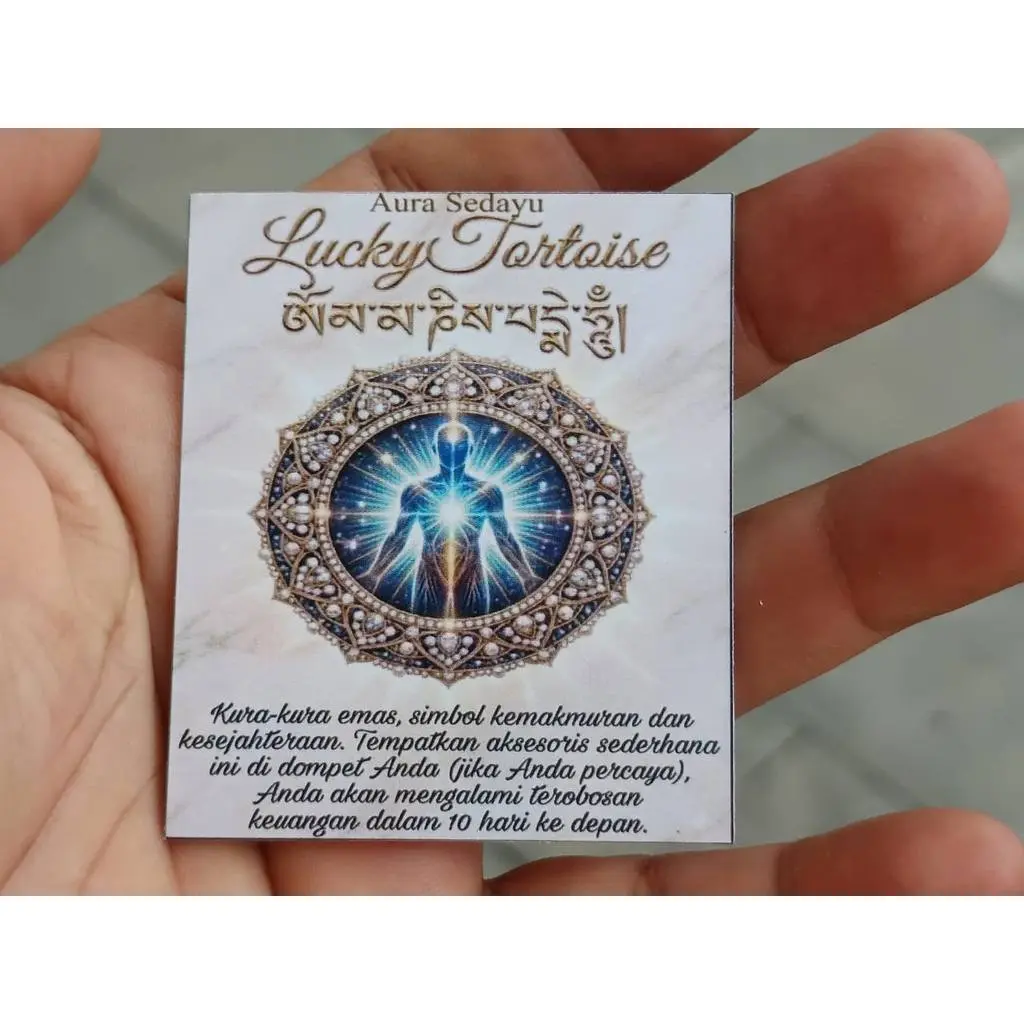 Aura Sedayu
Lucky Tortoise
ༀམ་མ་ཎིས་པདྨེ་ཧཱུྃ།
Kura-kura emas, simbol kemakmuran dan
kesejahteraan. Tempatkan aksesoris sederhana
ini di dompet Anda (jika Anda percaya),
Anda akan mengalami terobosan
keuangan dalam 10 hari ke depan.